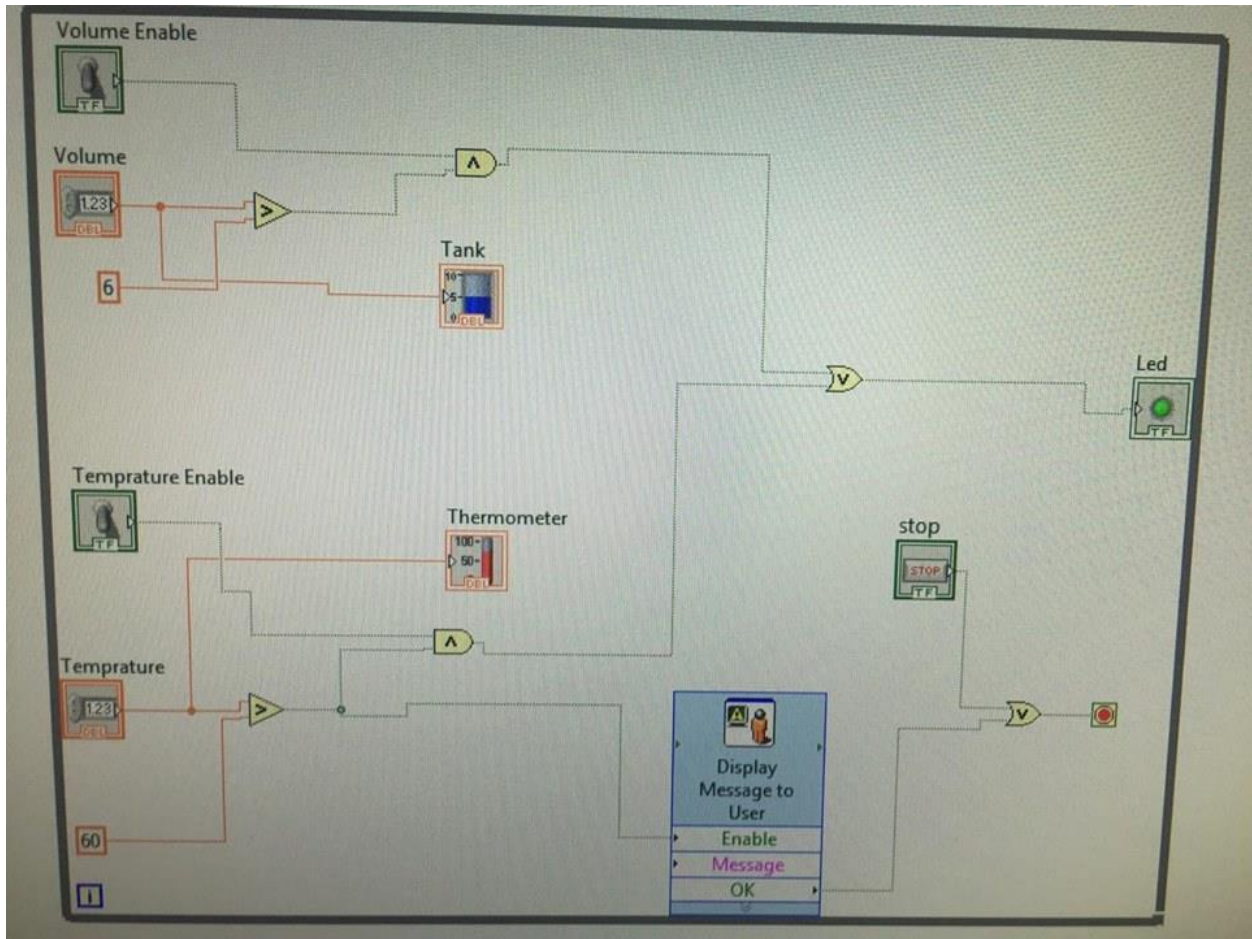 Volume Enable
TF
Volume
1.23
DBL
>
∧
6
Tank
10
5
0
DBL
∨
Led
TF
Temprature Enable
TF
Thermometer
100
50
DBL
stop
STOP
TF
∧
Temprature
1.23
DBL
>
A
Display
Message to
User
Enable
Message
OK
∨
60
i